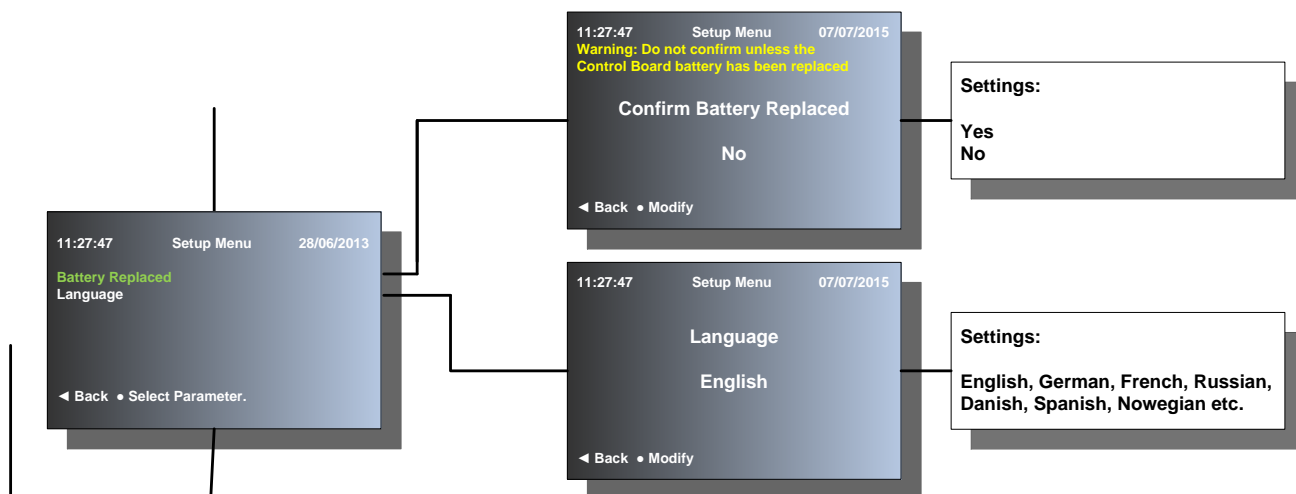 11:27:47 Setup Menu 07/07/2015
Warning: Do not confirm unless the
Control Board battery has been replaced
Confirm Battery Replaced
No
◄ Back ● Modify
Settings:
Yes
No
11:27:47 Setup Menu 28/06/2013
Battery Replaced
Language
◄ Back ● Select Parameter.
11:27:47 Setup Menu 07/07/2015
Language
English
◄ Back ● Modify
Settings:
English, German, French, Russian,
Danish, Spanish, Nowegian etc.